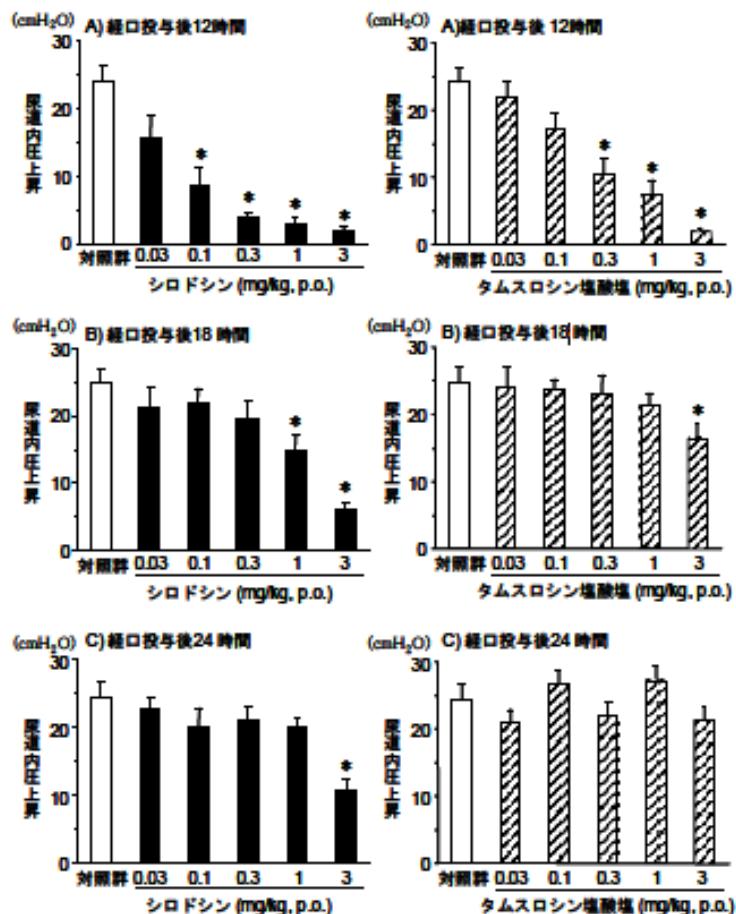 (cmH₂O) A) 経口投与後12時間
30
20
10
0
尿道内圧上昇
* * * *
対照群 0.03 0.1 0.3 1 3
シロドシン (mg/kg, p.o.)
(cmH₂O) A)経口投与後 12時間
30
20
10
0
尿道内圧上昇
* * *
対照群 0.03 0.1 0.3 1 3
タムスロシン塩酸塩 (mg/kg, p.o.)
(cmH₂O) B) 経口投与後18 時間
30
20
10
0
尿道内圧上昇
* *
対照群 0.03 0.1 0.3 1 3
シロドシン (mg/kg, p.o.)
(cmH₂O) B) 経口投与後18 時間
30
20
10
0
尿道内圧上昇
*
対照群 0.03 0.1 0.3 1 3
タムスロシン塩酸塩 (mg/kg, p.o.)
(cmH₂O) C) 経口投与後24 時間
30
20
10
0
尿道内圧上昇
*
対照群 0.03 0.1 0.3 1 3
シロドシン (mg/kg, p.o.)
(cmH₂O) C) 経口投与後24 時間
30
20
10
0
尿道内圧上昇
対照群 0.03 0.1 0.3 1 3
タムスロシン塩酸塩 (mg/kg, p.o.)